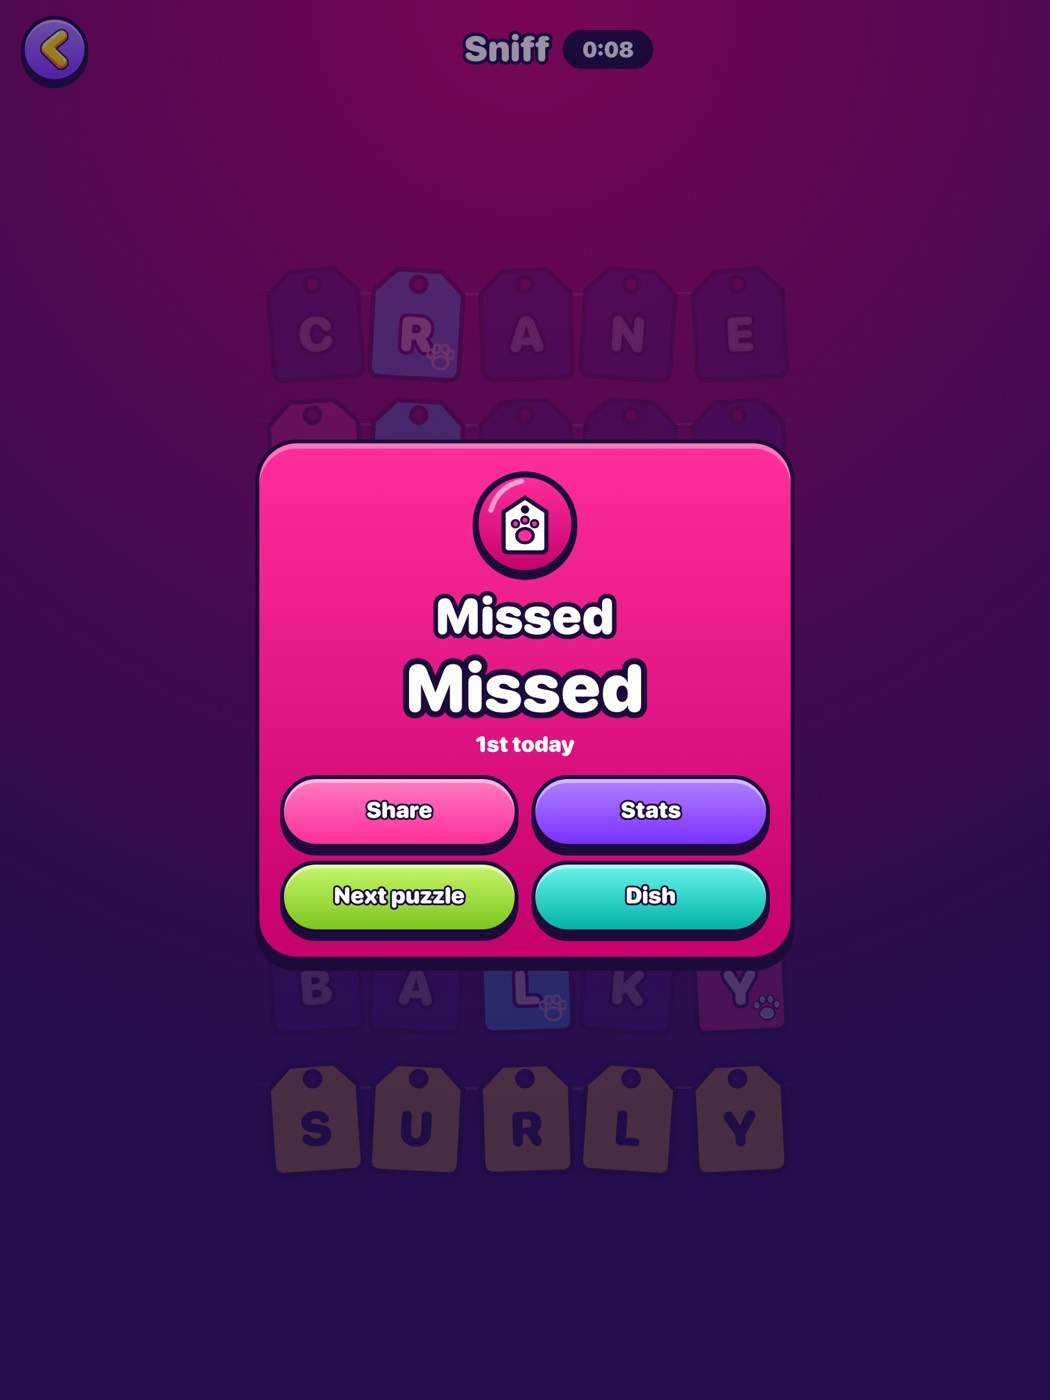 Sniff 0:08
C R A N E
Missed
Missed
1st today
Share Stats
Next puzzle Dish
B A L K Y
S U R L Y